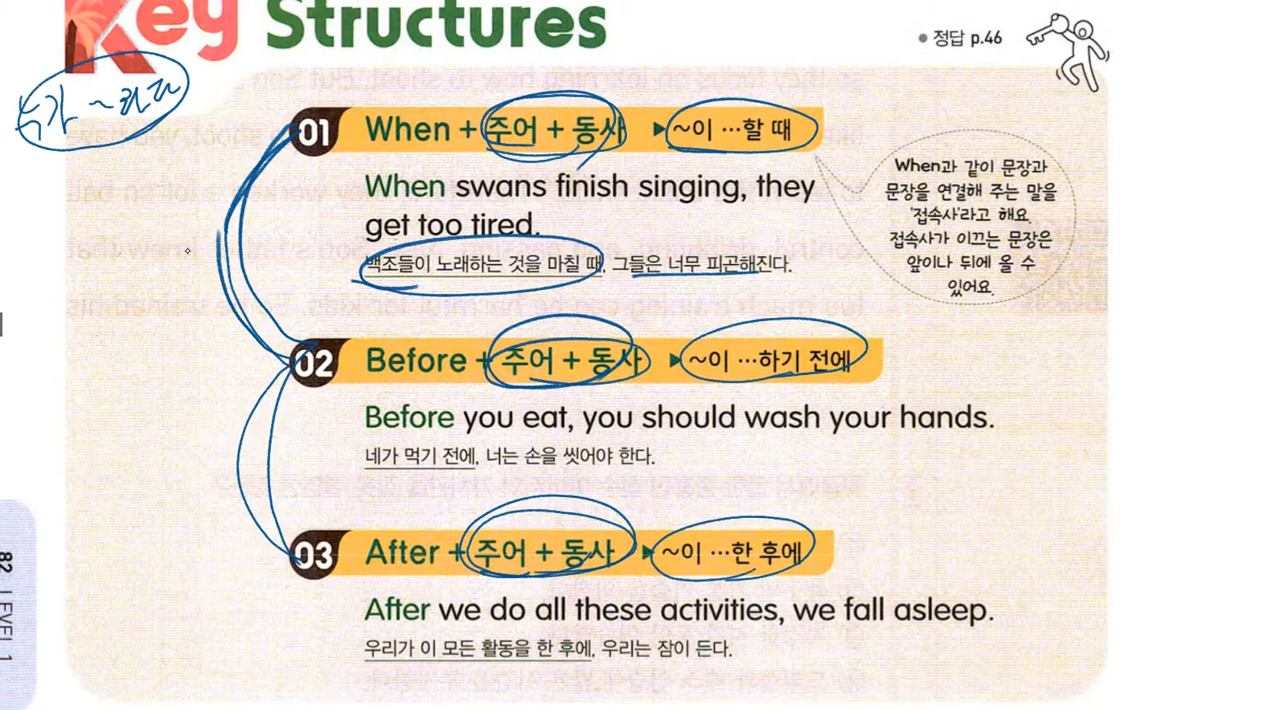 Key Structures
• 정답 p.46
누가 ~하다
01 When + 주어 + 동사 ▶ ~이 …할 때
When swans finish singing, they
get too tired.
백조들이 노래하는 것을 마칠 때, 그들은 너무 피곤해진다.
When과 같이 문장과
문장을 연결해 주는 말을
'접속사'라고 해요.
접속사가 이끄는 문장은
앞이나 뒤에 올 수
있어요.
02 Before + 주어 + 동사 ▶ ~이 …하기 전에
Before you eat, you should wash your hands.
네가 먹기 전에, 너는 손을 씻어야 한다.
03 After + 주어 + 동사 ▶ ~이 …한 후에
After we do all these activities, we fall asleep.
우리가 이 모든 활동을 한 후에, 우리는 잠이 든다.
82 LEVEL 1